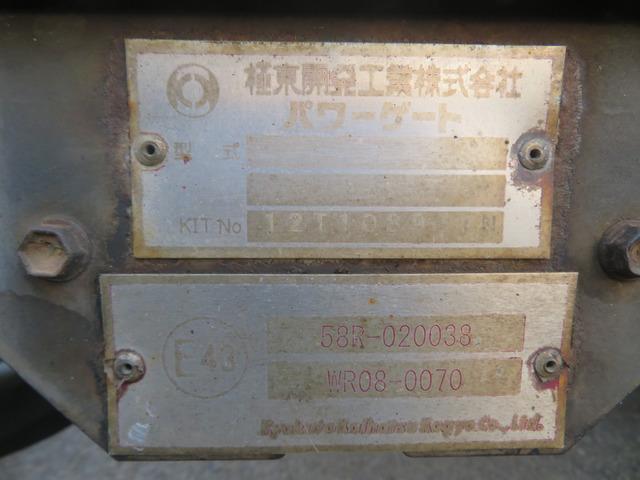 極東開発工業株式会社
パワーゲート
型式
KIT No
E43
58R-020038
WR08-0070
Kyokuto Kaihatsu Kogyo Co., Ltd.